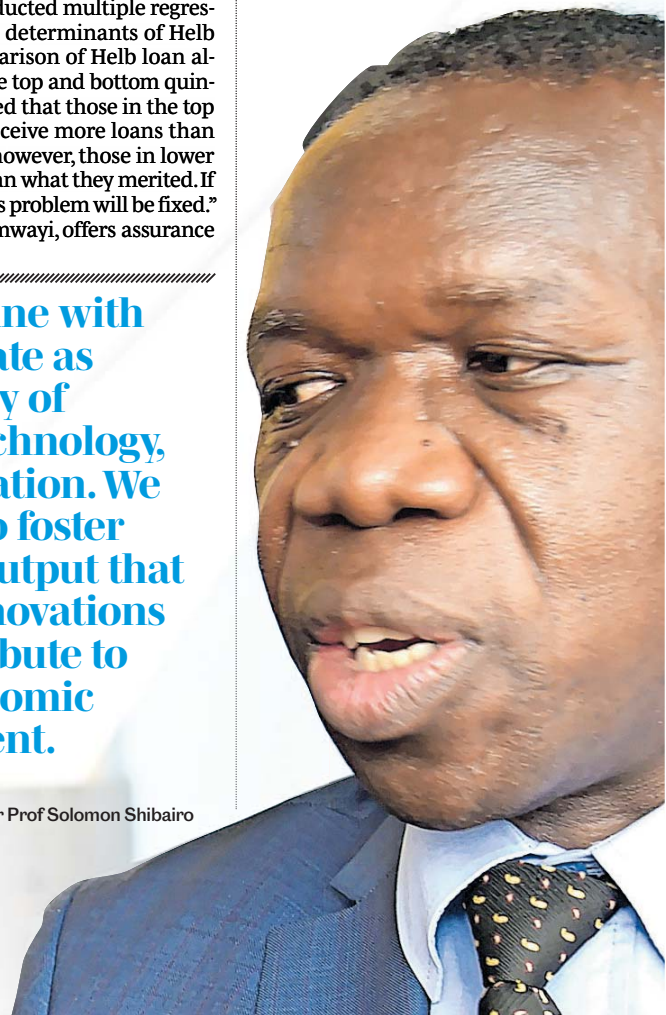 ducted multiple regres-
determinants of Helb
arison of Helb loan al-
e top and bottom quin-
ed that those in the top
ceive more loans than
however, those in lower
an what they merited. If
s problem will be fixed.”
mwayi, offers assurance
ine with
ate as
y of
chnology,
ation. We
o foster
utput that
novations
bute to
omic
ent.
r Prof Solomon Shibairo